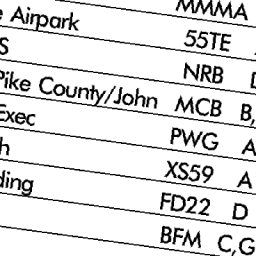 MMMA
e Airpark 55TE
S NRB
Pike County/John MCB B,
Exec PWG A
h XS59 A
ding FD22 D
BFM C,G